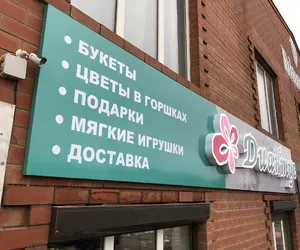 • БУКЕТЫ
• ЦВЕТЫ В ГОРШКАХ
• ПОДАРКИ
• МЯГКИЕ ИГРУШКИ
• ДОСТАВКА